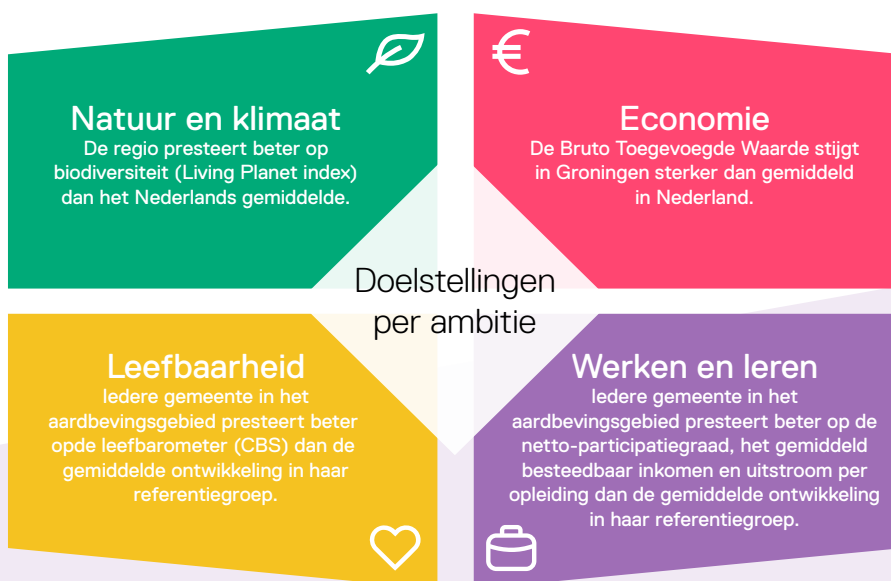 Natuur en klimaat
De regio presteert beter op
biodiversiteit (Living Planet index)
dan het Nederlands gemiddelde.
€
Economie
De Bruto Toegevoegde Waarde stijgt
in Groningen sterker dan gemiddeld
in Nederland.
Doelstellingen
per ambitie
Leefbaarheid
Iedere gemeente in het
aardbevingsgebied presteert beter
opde leefbarometer (CBS) dan de
gemiddelde ontwikkeling in haar
referentiegroep.
Werken en leren
Iedere gemeente in het
aardbevingsgebied presteert beter op de
netto-participatiegraad, het gemiddeld
besteedbaar inkomen en uitstroom per
opleiding dan de gemiddelde ontwikkeling
in haar referentiegroep.